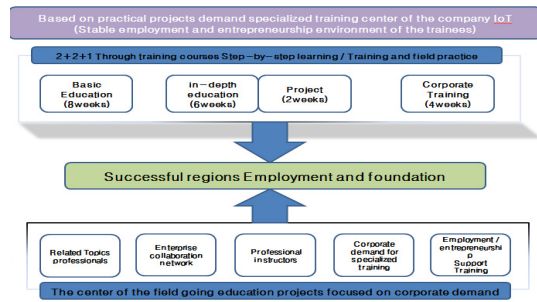 Based on practical projects demand specialized training center of the company IoT
(Stable employment and entrepreneurship environment of the trainees)
2+2+1 Through training courses Step-by-step learning / Training and field practice
Basic
Education
(8weeks)
In-depth
education
(6weeks)
Project
(2weeks)
Corporate
Training
(4weeks)
Successful regions Employment and foundation
Related Topics
professionals
Enterprise
collaboration
network
Professional
instructors
Corporate
demand for
specialized
training
Employment /
entrepreneurshi
p
Support
Training
The center of the field going education projects focused on corporate demand